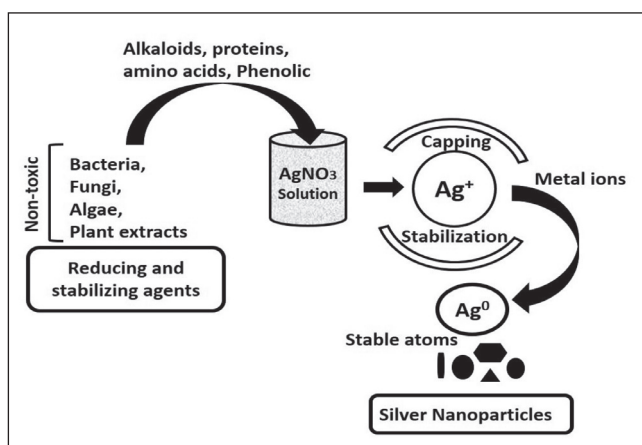 Alkaloids, proteins,
amino acids, Phenolic
Non-toxic
Bacteria,
Fungi,
Algae,
Plant extracts
Reducing and
stabilizing agents
AgNO₃
Solution
Capping
Ag⁺
Stabilization
Metal ions
Ag⁰
Stable atoms
Silver Nanoparticles